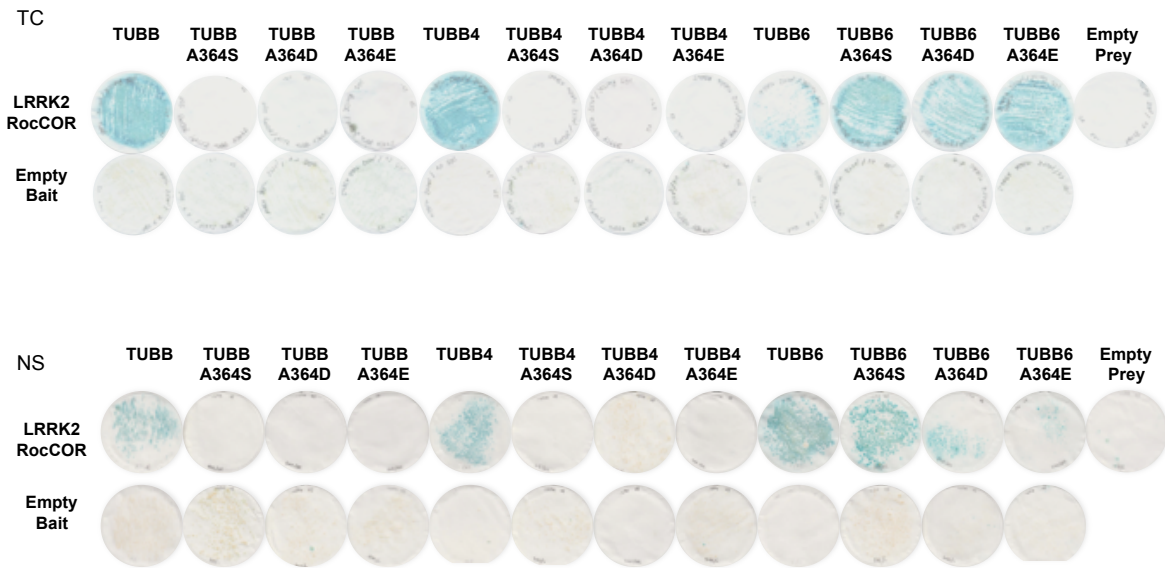 TC
TUBB TUBB TUBB TUBB TUBB4 TUBB4 TUBB4 TUBB4 TUBB6 TUBB6 TUBB6 TUBB6 Empty
A364S A364D A364E A364S A364D A364E A364S A364D A364E Prey
LRRK2
RocCOR
Empty
Bait
NS
TUBB TUBB TUBB TUBB TUBB4 TUBB4 TUBB4 TUBB4 TUBB6 TUBB6 TUBB6 TUBB6 Empty
A364S A364D A364E A364S A364D A364E A364S A364D A364E Prey
LRRK2
RocCOR
Empty
Bait